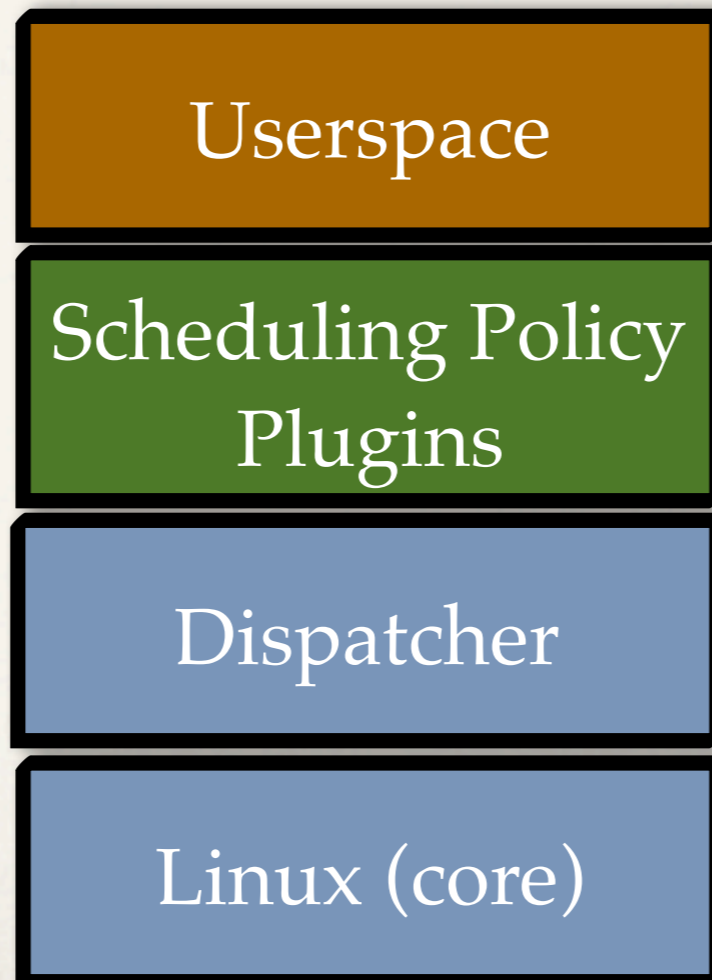 Userspace
Scheduling Policy
Plugins
Dispatcher
Linux (core)